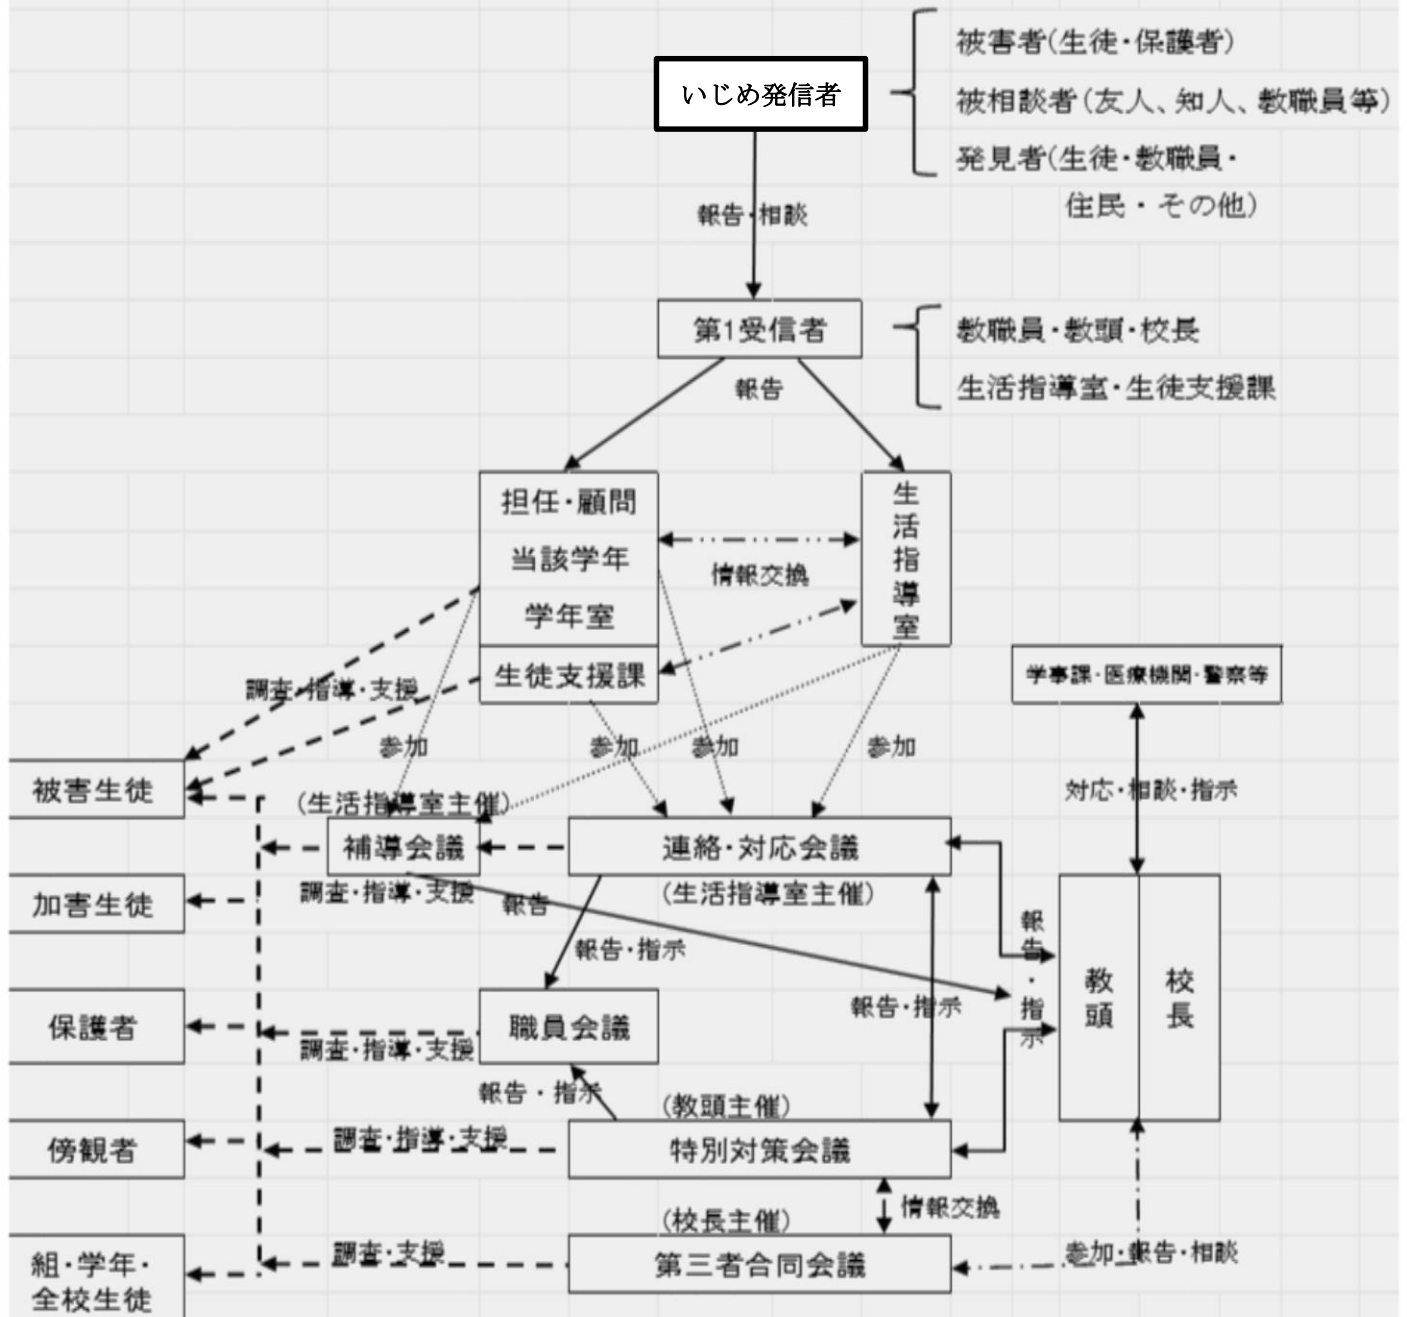 被害者(生徒・保護者)
いじめ発信者
被相談者(友人、知人、教職員等)
発見者(生徒・教職員・
住民・その他)
報告・相談
第1受信者
教職員・教頭・校長
生活指導室・生徒支援課
報告
担任・顧問
当該学年
学年室
生徒支援課
情報交換
生活指導室
学事課・医療機関・警察等
調査・指導・支援
参加
参加
参加
参加
対応・相談・指示
被害生徒
(生活指導室主催)
補導会議
連絡・対応会議
(生活指導室主催)
調査・指導・支援
報告
加害生徒
報告・指示
報告・指示
報告・指示
教頭
校長
保護者
職員会議
調査・指導・支援
報告・指示
(教頭主催)
傍観者
調査・指導・支援
特別対策会議
情報交換
(校長主催)
調査・支援
第三者合同会議
参加・報告・相談
組・学年・
全校生徒